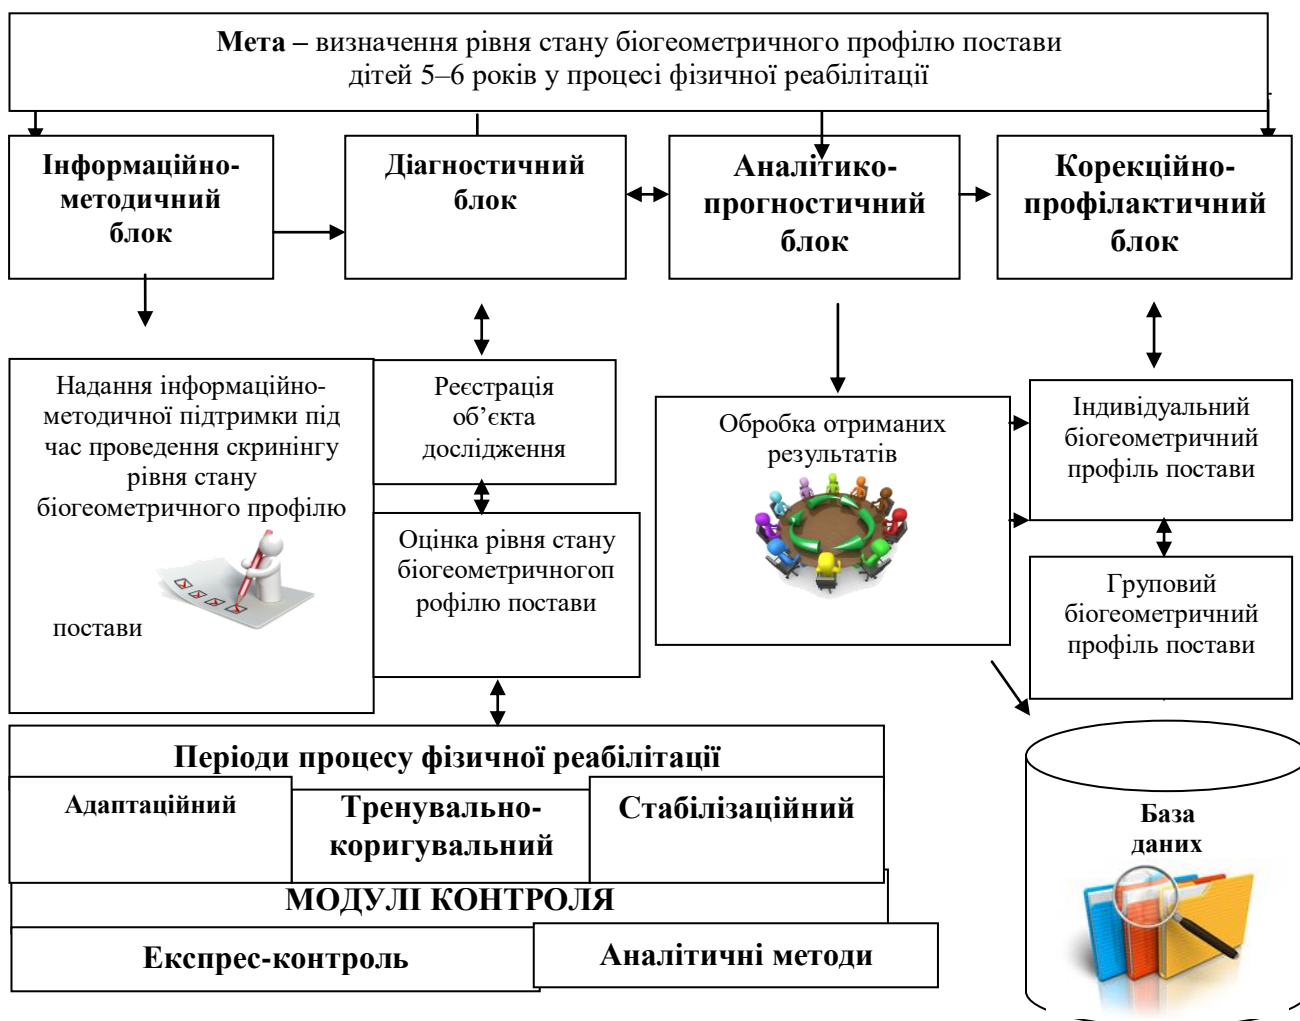 Мета – визначення рівня стану біогеометричного профілю постави
дітей 5–6 років у процесі фізичної реабілітації
Інформаційно-
методичний
блок
Діагностичний
блок
Аналітико-
прогностичний
блок
Корекційно-
профілактичний
блок
Надання інформаційно-
методичної підтримки під
час проведення скринінгу
рівня стану
біогеометричного профілю
постави
Реєстрація
об’єкта
дослідження
Оцінка рівня стану
біогеометричногоп
рофілю постави
Обробка отриманих
результатів
Індивідуальний
біогеометричний
профіль постави
Груповий
біогеометричний
профіль постави
Періоди процесу фізичної реабілітації
Адаптаційний
Тренувально-
коригувальний
Стабілізаційний
МОДУЛІ КОНТРОЛЯ
Експрес-контроль
Аналітичні методи
База
даних